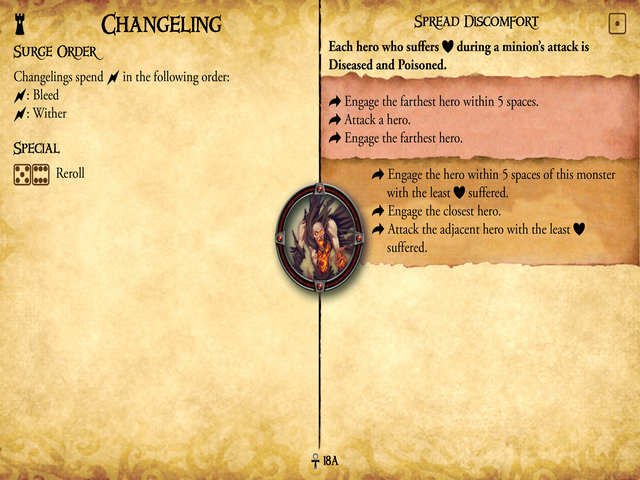 CHANGELING
SURGE ORDER
Changelings spend in the following order:
: Bleed
: Wither
SPECIAL
Reroll
SPREAD DISCOMFORT
Each hero who suffers during a minion's attack is
Diseased and Poisoned.
Engage the farthest hero within 5 spaces.
Attack a hero.
Engage the farthest hero.
Engage the hero within 5 spaces of this monster
with the least suffered.
Engage the closest hero.
Attack the adjacent hero with the least
suffered.
18A